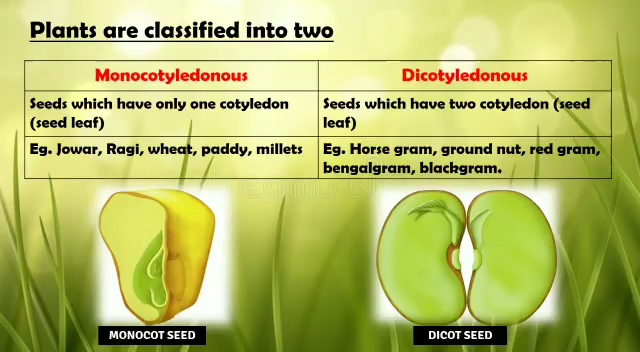 Plants are classified into two
Monocotyledonous
Dicotyledonous
Seeds which have only one cotyledon
(seed leaf)
Seeds which have two cotyledon (seed
leaf)
Eg. Jowar, Ragi, wheat, paddy, millets
Eg. Horse gram, ground nut, red gram,
bengalgram, blackgram.
MONOCOT SEED
DICOT SEED